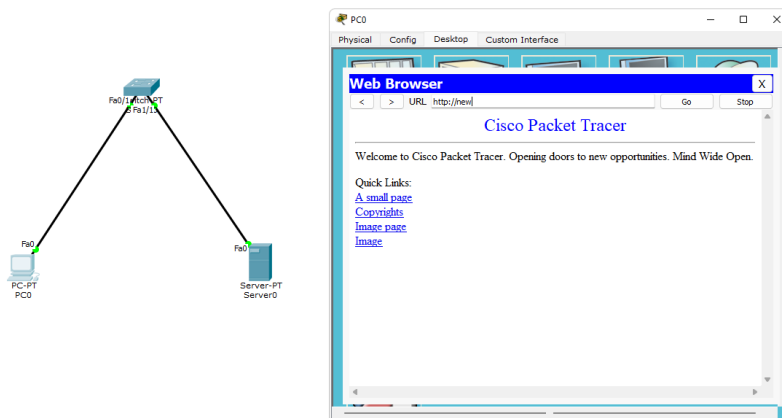 PC0
Physical Config Desktop Custom Interface
Web Browser
X
< > URL http://new Go Stop
Cisco Packet Tracer
Welcome to Cisco Packet Tracer. Opening doors to new opportunities. Mind Wide Open.
Quick Links:
A small page
Copyrights
Image page
Image
Fa0/1
Fa1/1
Fa0
PC-PT
PC0
Fa0
Server-PT
Server0